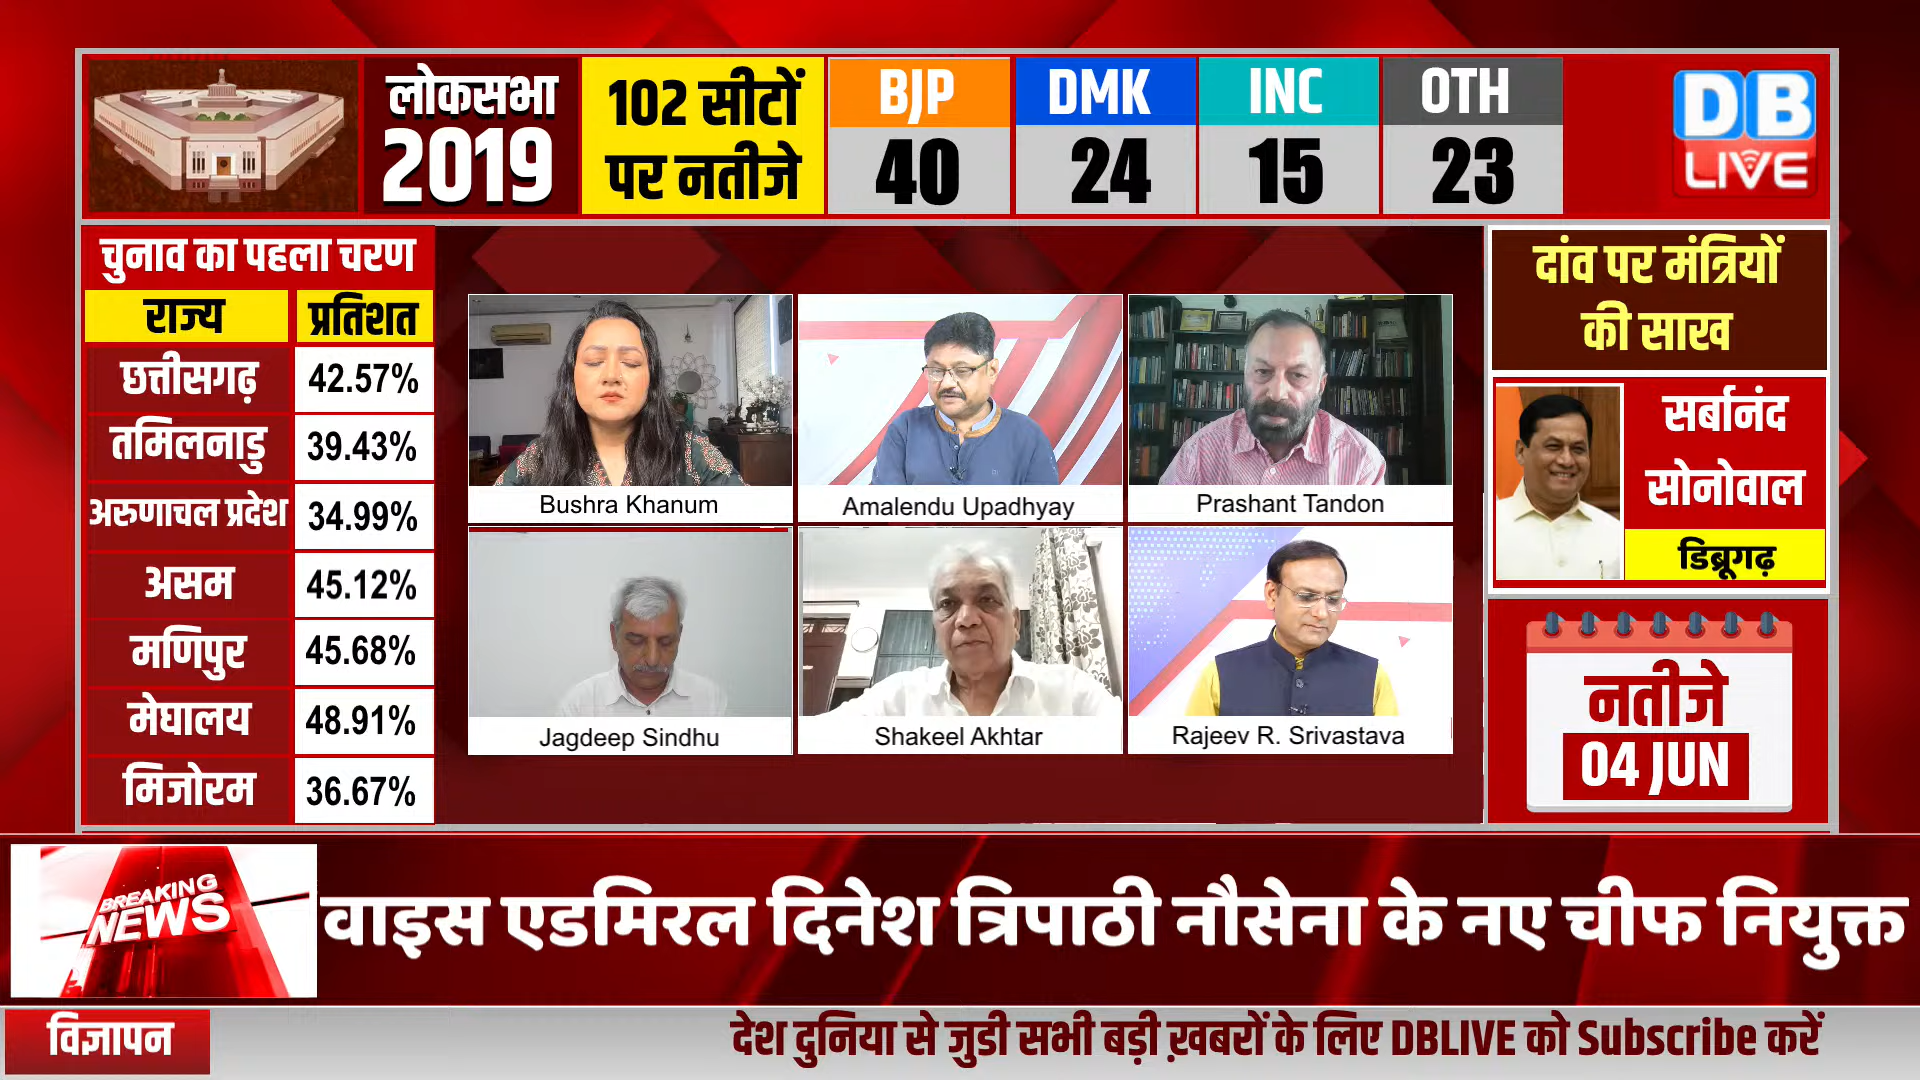 लोकसभा
2019
102 सीटों
पर नतीजे
BJP
40
DMK
24
INC
15
OTH
23
DB
LIVE
चुनाव का पहला चरण
राज्य प्रतिशत
छत्तीसगढ़ 42.57%
तमिलनाडु 39.43%
अरुणाचल प्रदेश 34.99%
असम 45.12%
मणिपुर 45.68%
मेघालय 48.91%
मिजोरम 36.67%
Bushra Khanum
Amalendu Upadhyay
Prashant Tandon
Jagdeep Sindhu
Shakeel Akhtar
Rajeev R. Srivastava
दांव पर मंत्रियों
की साख
सर्बानंद
सोनोवाल
डिब्रूगढ़
नतीजे
04 JUN
BREAKING
NEWS
वाइस एडमिरल दिनेश त्रिपाठी नौसेना के नए चीफ नियुक्त
विज्ञापन
देश दुनिया से जुडी सभी बड़ी ख़बरों के लिए DBLIVE को Subscribe करें